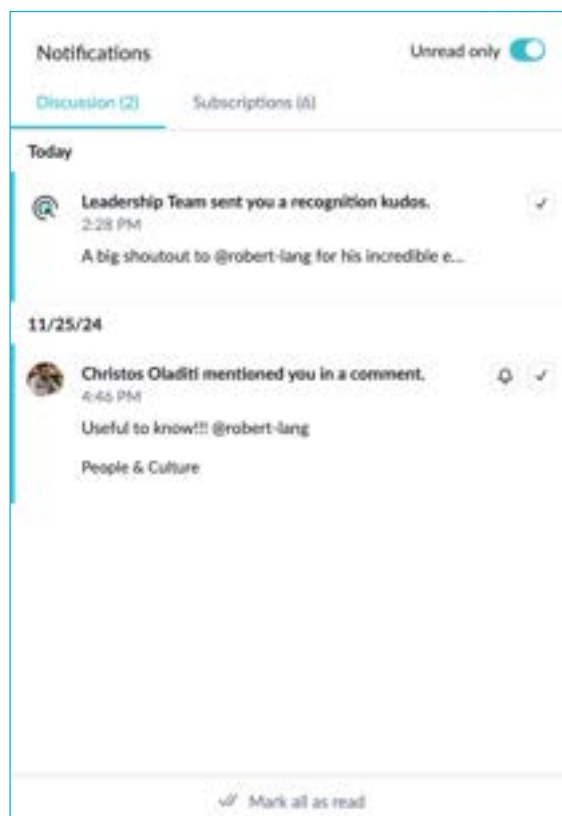 Notifications
Unread only
Discussion (2)
Subscriptions (6)
Today
Leadership Team sent you a recognition kudos.
2:28 PM
A big shoutout to @robert-lang for his incredible e...
11/25/24
Christos Oladiti mentioned you in a comment.
4:46 PM
Useful to know!!! @robert-lang
People & Culture
Mark all as read